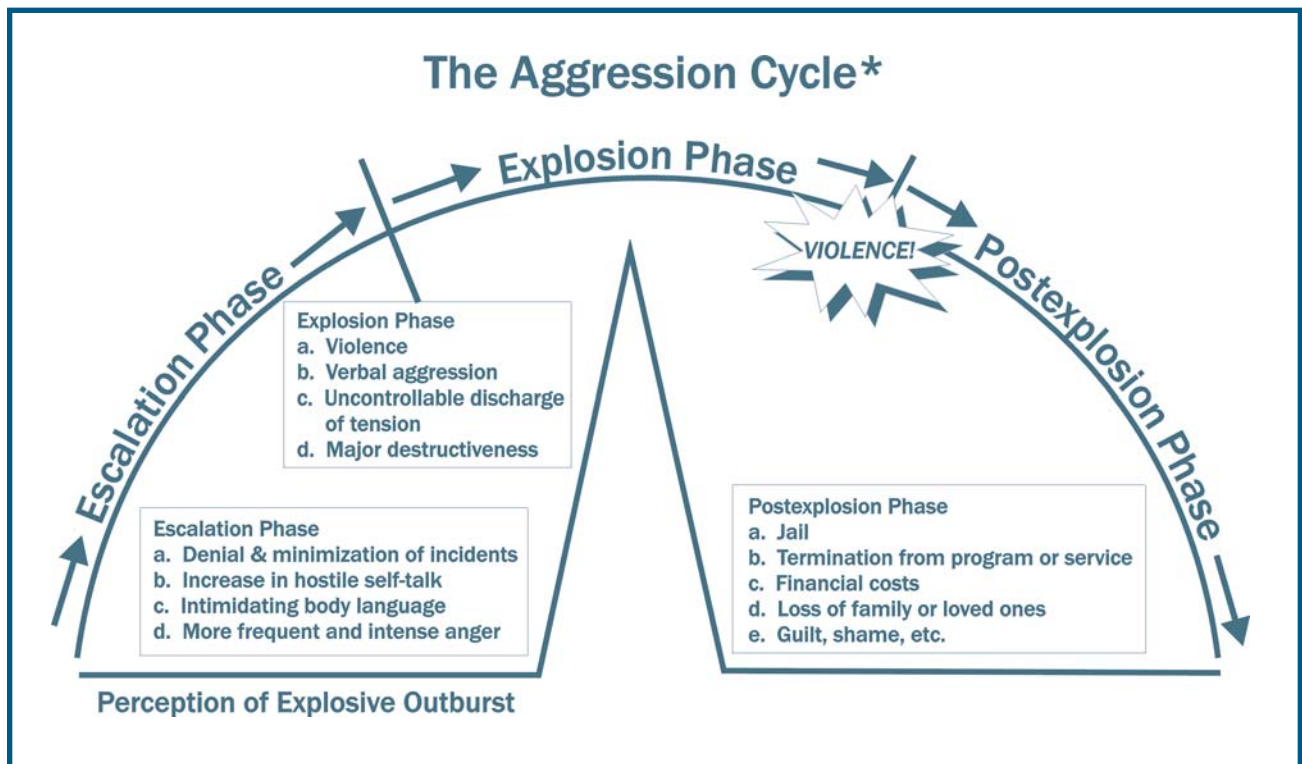 The Aggression Cycle*
Escalation Phase
Explosion Phase
VIOLENCE!
Postexplosion Phase
Explosion Phase
a. Violence
b. Verbal aggression
c. Uncontrollable discharge
of tension
d. Major destructiveness
Escalation Phase
a. Denial & minimization of incidents
b. Increase in hostile self-talk
c. Intimidating body language
d. More frequent and intense anger
Postexplosion Phase
a. Jail
b. Termination from program or service
c. Financial costs
d. Loss of family or loved ones
e. Guilt, shame, etc.
Perception of Explosive Outburst